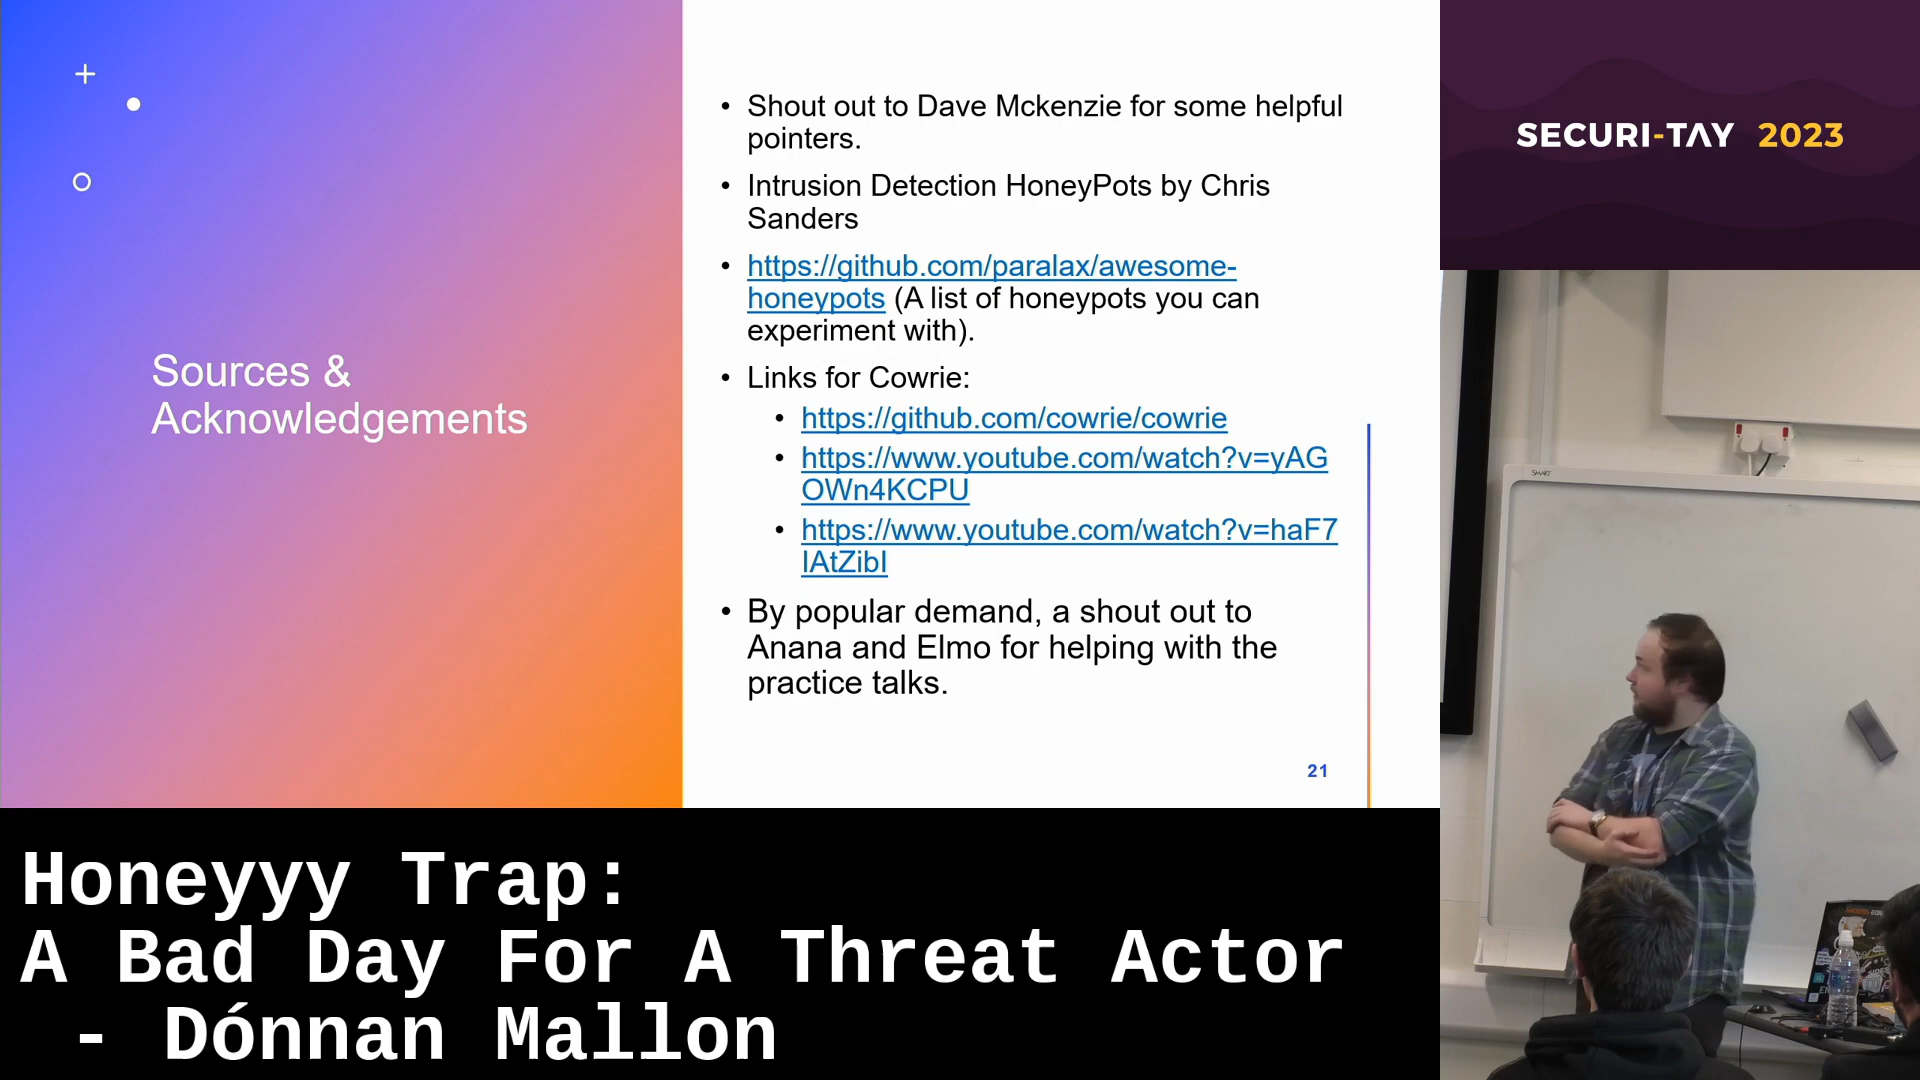 Sources &
Acknowledgements
• Shout out to Dave Mckenzie for some helpful
pointers.
• Intrusion Detection HoneyPots by Chris
Sanders
• https://github.com/paralax/awesome-
honeypots (A list of honeypots you can
experiment with).
• Links for Cowrie:
• https://github.com/cowrie/cowrie
• https://www.youtube.com/watch?v=yAG
OWn4KCPU
• https://www.youtube.com/watch?v=haF7
IAtZibI
• By popular demand, a shout out to
Anana and Elmo for helping with the
practice talks.
21
SECURI-TAY 2023
SMART
Honeyyy Trap:
A Bad Day For A Threat Actor
- Dónnan Mallon